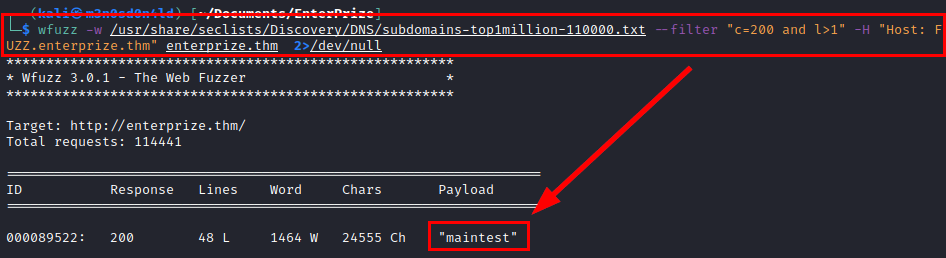 (kali㉿m3n0sd0n4ld)-[~/Documents/EnterPrize]
└─$ wfuzz -w /usr/share/seclists/Discovery/DNS/subdomains-top1million-110000.txt --filter "c=200 and l>1" -H "Host: F
UZZ.enterprize.thm" enterprize.thm 2>/dev/null
********************************************************
* Wfuzz 3.0.1 - The Web Fuzzer *
********************************************************
Target: http://enterprize.thm/
Total requests: 114441
=====================================================================
ID Response Lines Word Chars Payload
=====================================================================
000089522: 200 48 L 1464 W 24555 Ch "maintest"